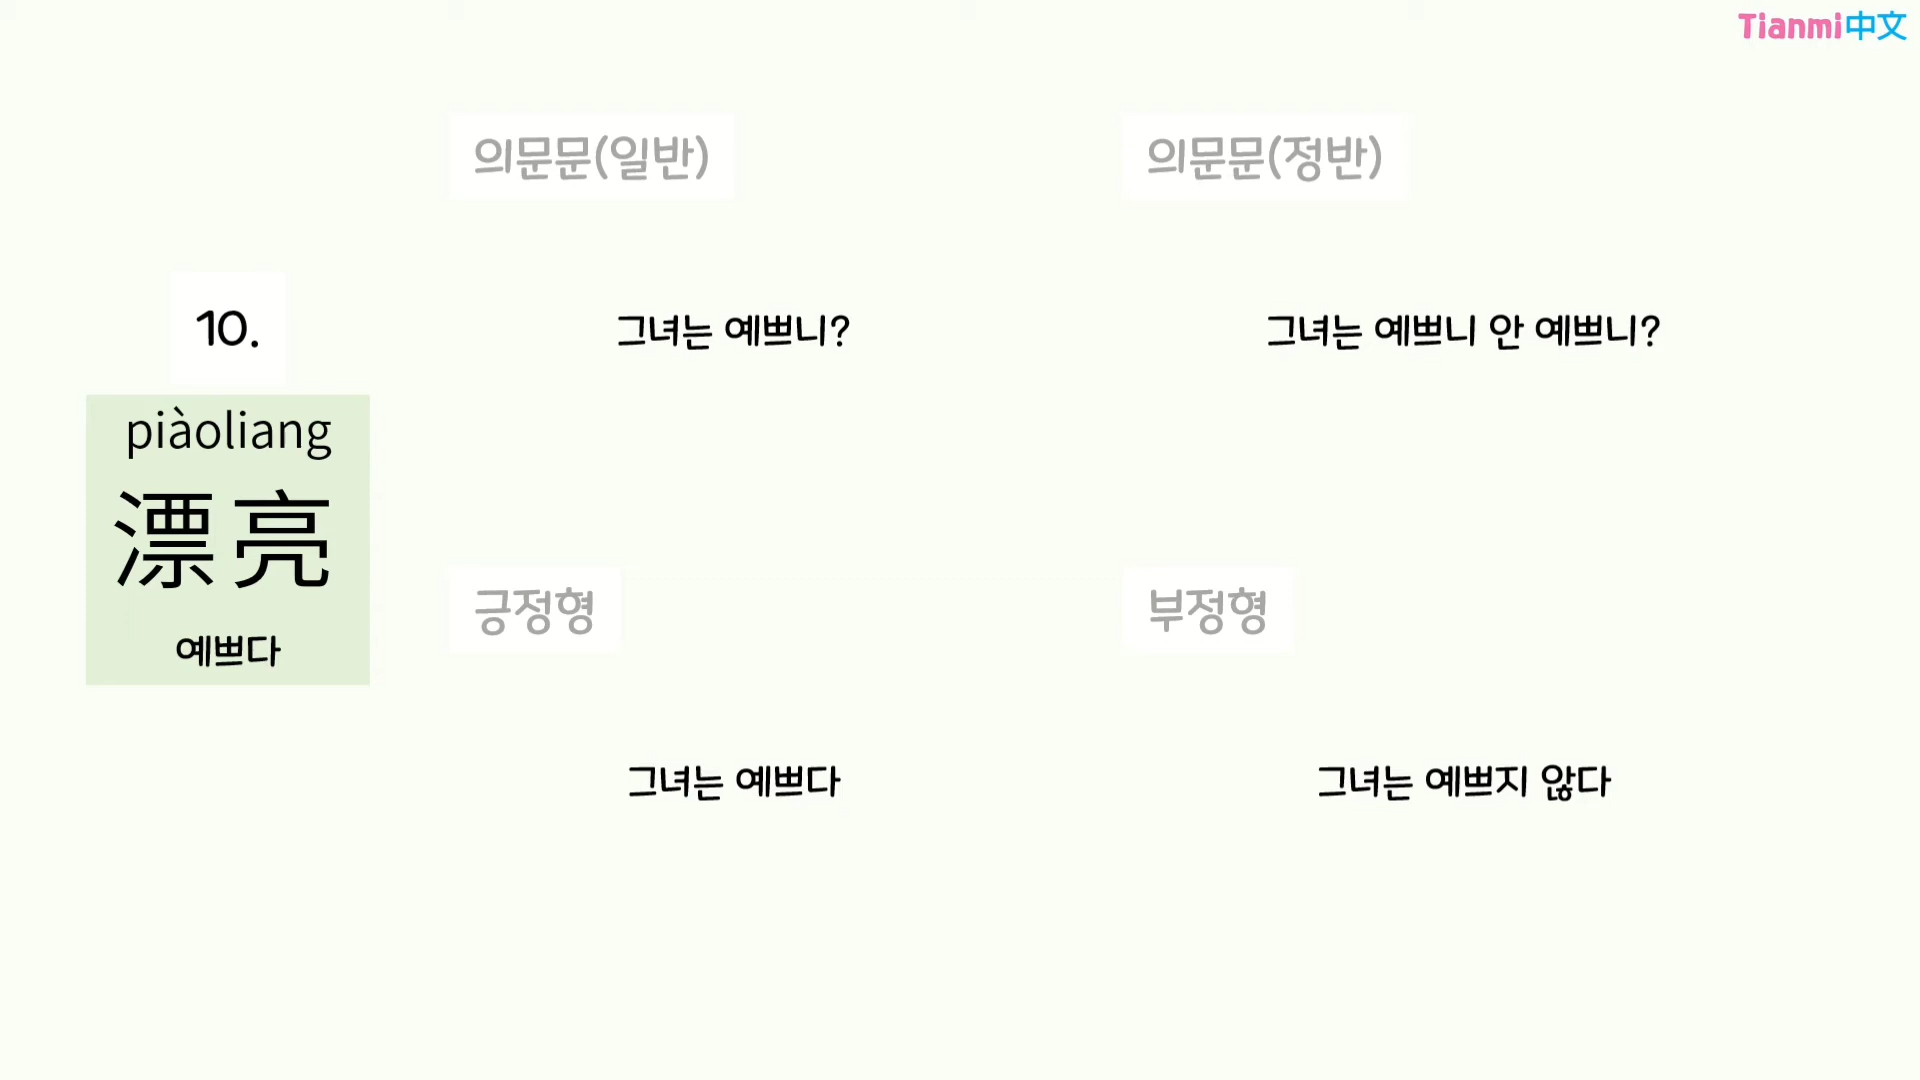 Tianmi中文
의문문(일반)
의문문(정반)
10.
그녀는 예쁘니?
그녀는 예쁘니 안 예쁘니?
piàoliang
漂亮
예쁘다
긍정형
부정형
그녀는 예쁘다
그녀는 예쁘지 않다